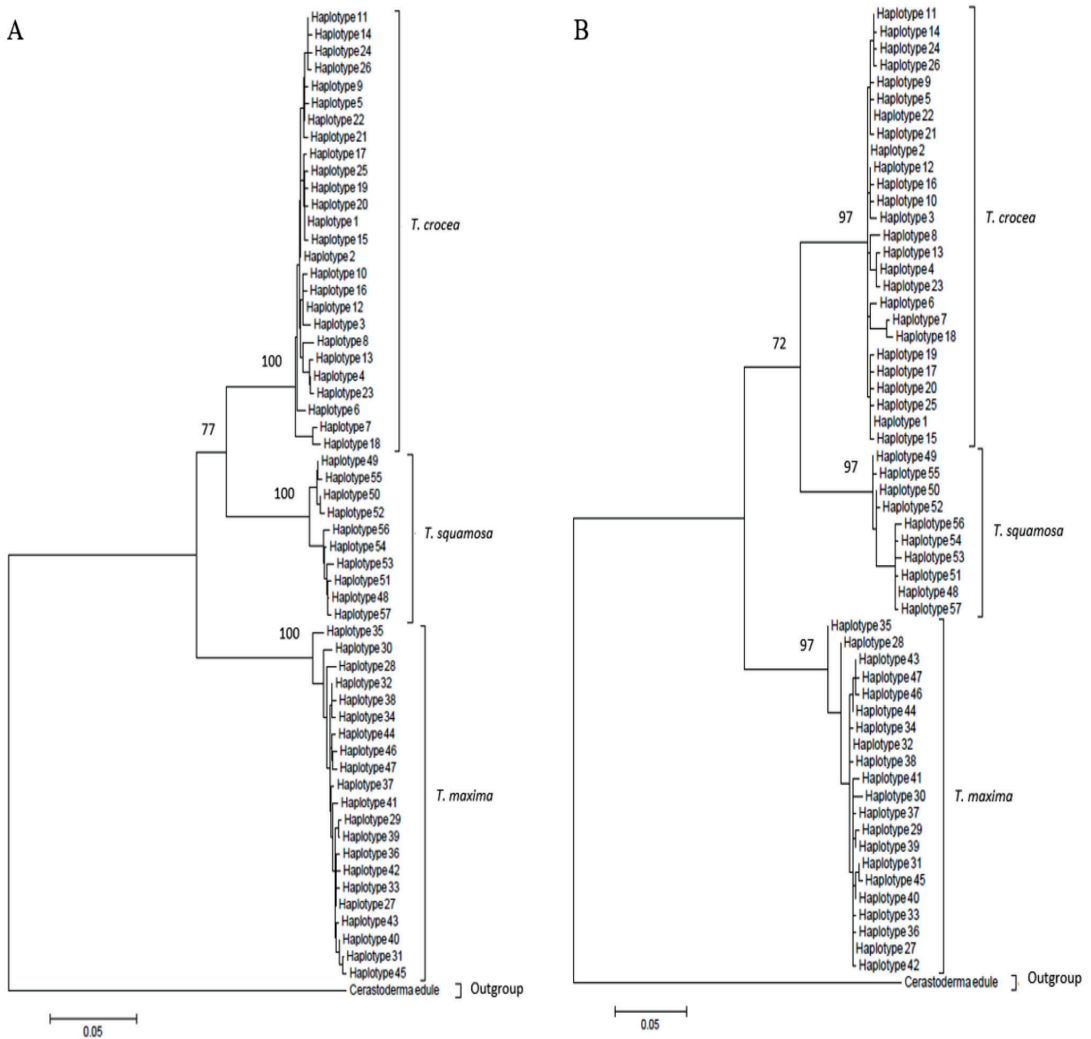 A
Haplotype 11
Haplotype 14
Haplotype 24
Haplotype 26
Haplotype 9
Haplotype 5
Haplotype 22
Haplotype 21
Haplotype 17
Haplotype 25
Haplotype 19
Haplotype 20
Haplotype 1
Haplotype 15
Haplotype 2
Haplotype 10
Haplotype 16
Haplotype 12
Haplotype 3
Haplotype 8
Haplotype 13
Haplotype 4
Haplotype 23
Haplotype 6
Haplotype 7
Haplotype 18
T. crocea
100
77
Haplotype 49
Haplotype 55
Haplotype 50
Haplotype 52
Haplotype 56
Haplotype 54
Haplotype 53
Haplotype 51
Haplotype 48
Haplotype 57
T. squamosa
100
Haplotype 35
Haplotype 30
Haplotype 28
Haplotype 32
Haplotype 38
Haplotype 34
Haplotype 44
Haplotype 46
Haplotype 47
Haplotype 37
Haplotype 41
Haplotype 29
Haplotype 39
Haplotype 36
Haplotype 42
Haplotype 33
Haplotype 27
Haplotype 43
Haplotype 40
Haplotype 31
Haplotype 45
T. maxima
100
Cerastoderma edule
Outgroup
0.05
B
Haplotype 11
Haplotype 14
Haplotype 24
Haplotype 26
Haplotype 9
Haplotype 5
Haplotype 22
Haplotype 21
Haplotype 2
Haplotype 12
Haplotype 16
Haplotype 10
Haplotype 3
Haplotype 8
Haplotype 13
Haplotype 4
Haplotype 23
Haplotype 6
Haplotype 7
Haplotype 18
Haplotype 19
Haplotype 17
Haplotype 20
Haplotype 25
Haplotype 1
Haplotype 15
T. crocea
97
72
Haplotype 49
Haplotype 55
Haplotype 50
Haplotype 52
Haplotype 56
Haplotype 54
Haplotype 53
Haplotype 51
Haplotype 48
Haplotype 57
T. squamosa
97
Haplotype 35
Haplotype 28
Haplotype 43
Haplotype 47
Haplotype 46
Haplotype 44
Haplotype 34
Haplotype 32
Haplotype 38
Haplotype 41
Haplotype 30
Haplotype 37
Haplotype 29
Haplotype 39
Haplotype 31
Haplotype 45
Haplotype 40
Haplotype 33
Haplotype 36
Haplotype 27
Haplotype 42
T. maxima
97
Cerastoderma edule
Outgroup
0.05